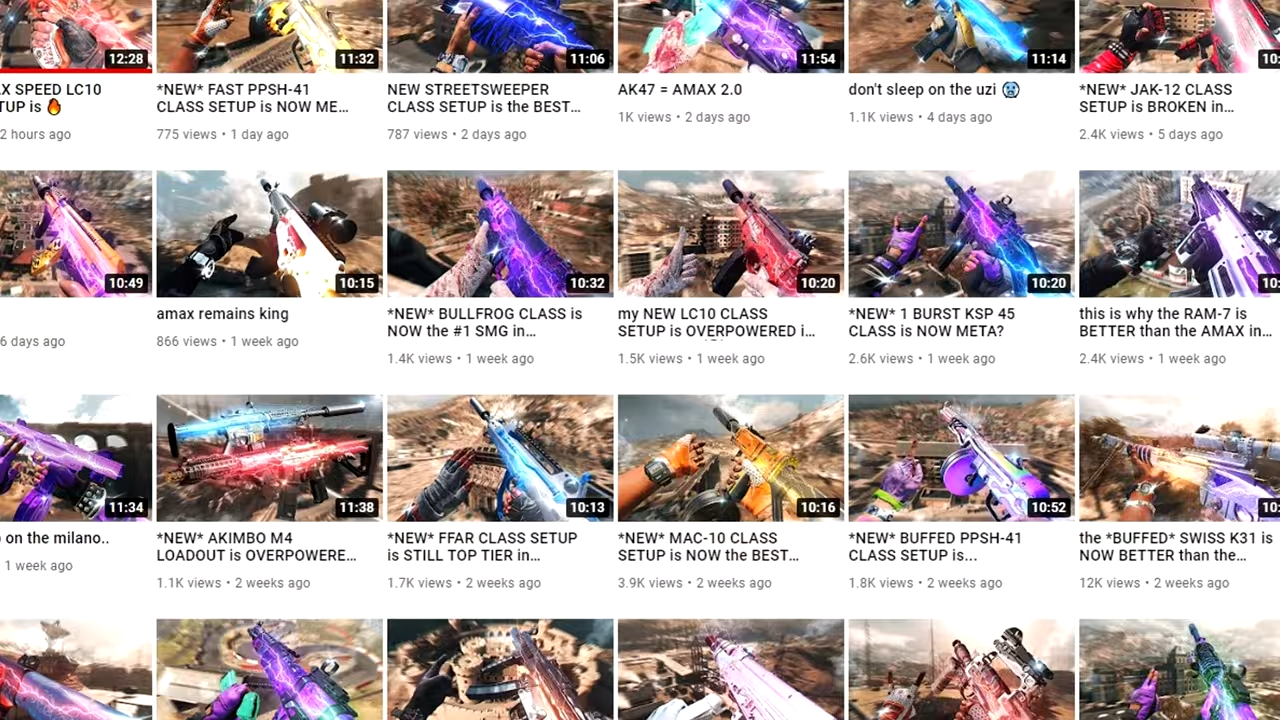 12:28
11:32
11:06
11:54
11:14
10:
X SPEED LC10
TUP is 🔥
2 hours ago
*NEW* FAST PPSH-41
CLASS SETUP is NOW ME...
775 views • 1 day ago
NEW STREETSWEEPER
CLASS SETUP is the BEST...
787 views • 2 days ago
AK47 = AMAX 2.0
1K views • 2 days ago
don't sleep on the uzi 🥶
1.1K views • 4 days ago
*NEW* JAK-12 CLASS
SETUP is BROKEN in...
2.4K views • 5 days ago
10:49
10:15
10:32
10:20
10:20
10:
6 days ago
amax remains king
866 views • 1 week ago
*NEW* BULLFROG CLASS is
NOW the #1 SMG in...
1.4K views • 1 week ago
my NEW LC10 CLASS
SETUP is OVERPOWERED i...
1.5K views • 1 week ago
*NEW* 1 BURST KSP 45
CLASS is NOW META?
2.6K views • 1 week ago
this is why the RAM-7 is
BETTER than the AMAX in...
2.4K views • 1 week ago
11:34
11:38
10:13
10:16
10:52
10:
on the milano..
1 week ago
*NEW* AKIMBO M4
LOADOUT is OVERPOWERE...
1.1K views • 2 weeks ago
*NEW* FFAR CLASS SETUP
is STILL TOP TIER in...
1.7K views • 2 weeks ago
*NEW* MAC-10 CLASS
SETUP is NOW the BEST...
3.9K views • 2 weeks ago
*NEW* BUFFED PPSH-41
CLASS SETUP is...
1.8K views • 2 weeks ago
the *BUFFED* SWISS K31 is
NOW BETTER than the...
12K views • 2 weeks ago